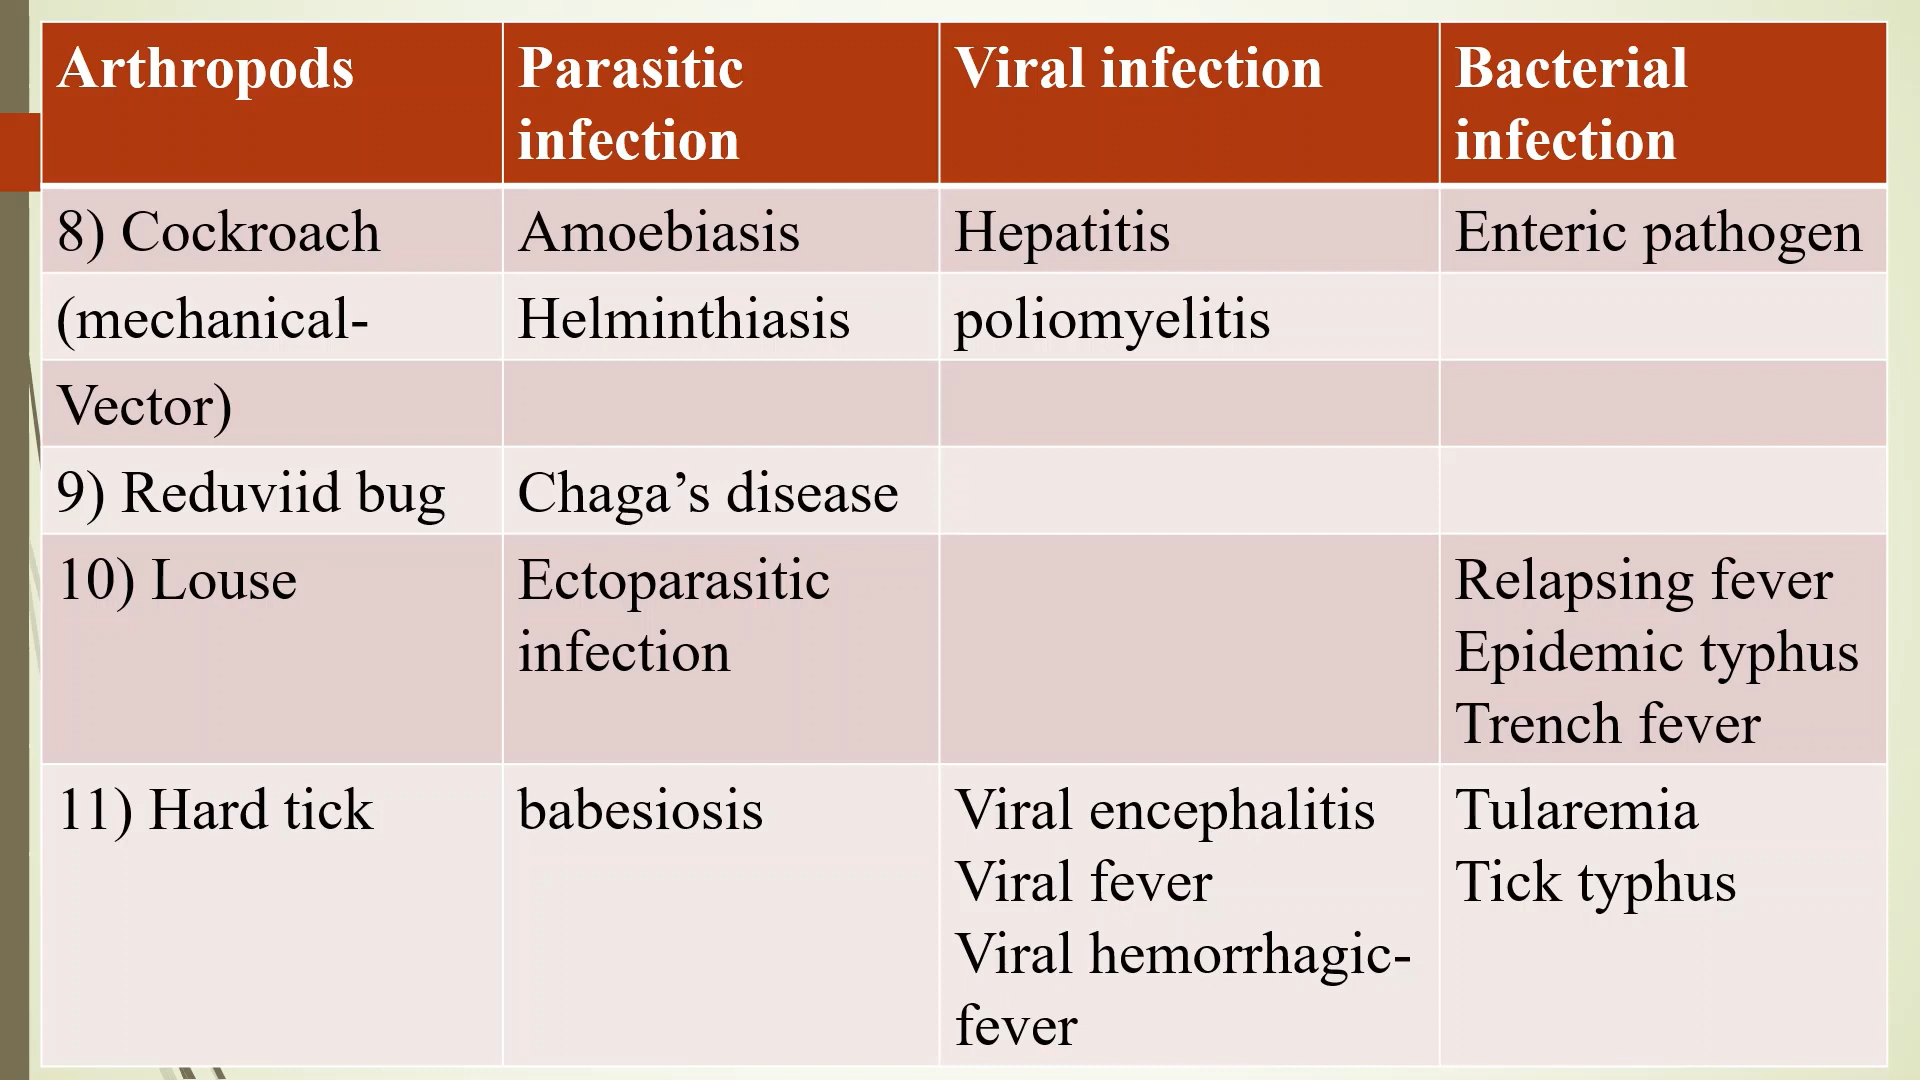 Arthropods
Parasitic
infection
Viral infection
Bacterial
infection
8) Cockroach
Amoebiasis
Hepatitis
Enteric pathogen
(mechanical-
Helminthiasis
poliomyelitis
Vector)
9) Reduviid bug
Chaga’s disease
10) Louse
Ectoparasitic
infection
Relapsing fever
Epidemic typhus
Trench fever
11) Hard tick
babesiosis
Viral encephalitis
Viral fever
Viral hemorrhagic-
fever
Tularemia
Tick typhus